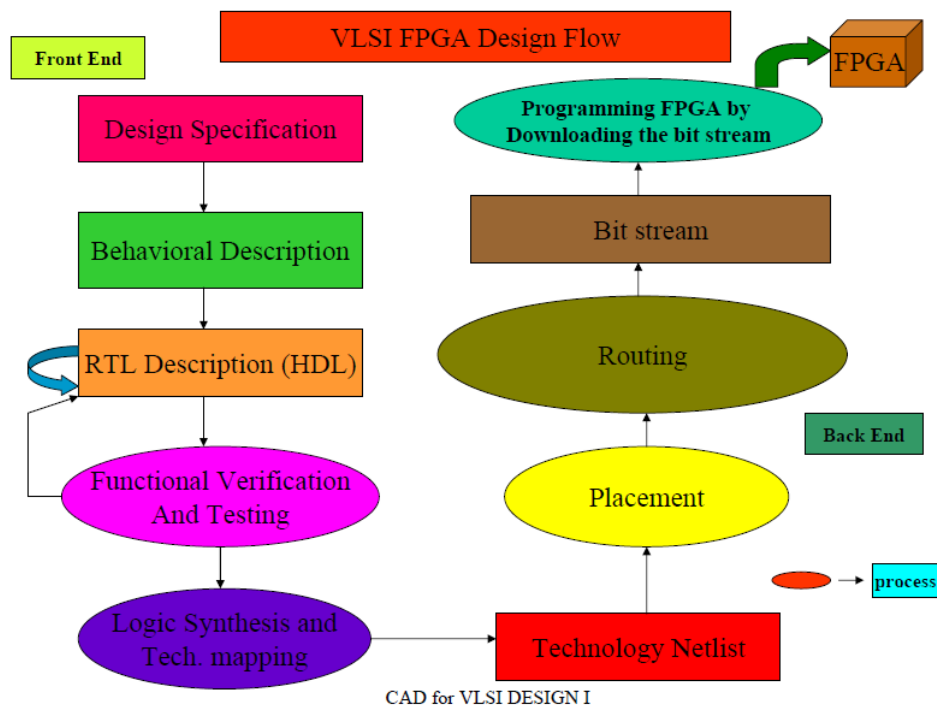 VLSI FPGA Design Flow
Front End
FPGA
Design Specification
Programming FPGA by
Downloading the bit stream
Behavioral Description
Bit stream
RTL Description (HDL)
Routing
Back End
Functional Verification
And Testing
Placement
process
Logic Synthesis and
Tech. mapping
Technology Netlist
CAD for VLSI DESIGN I